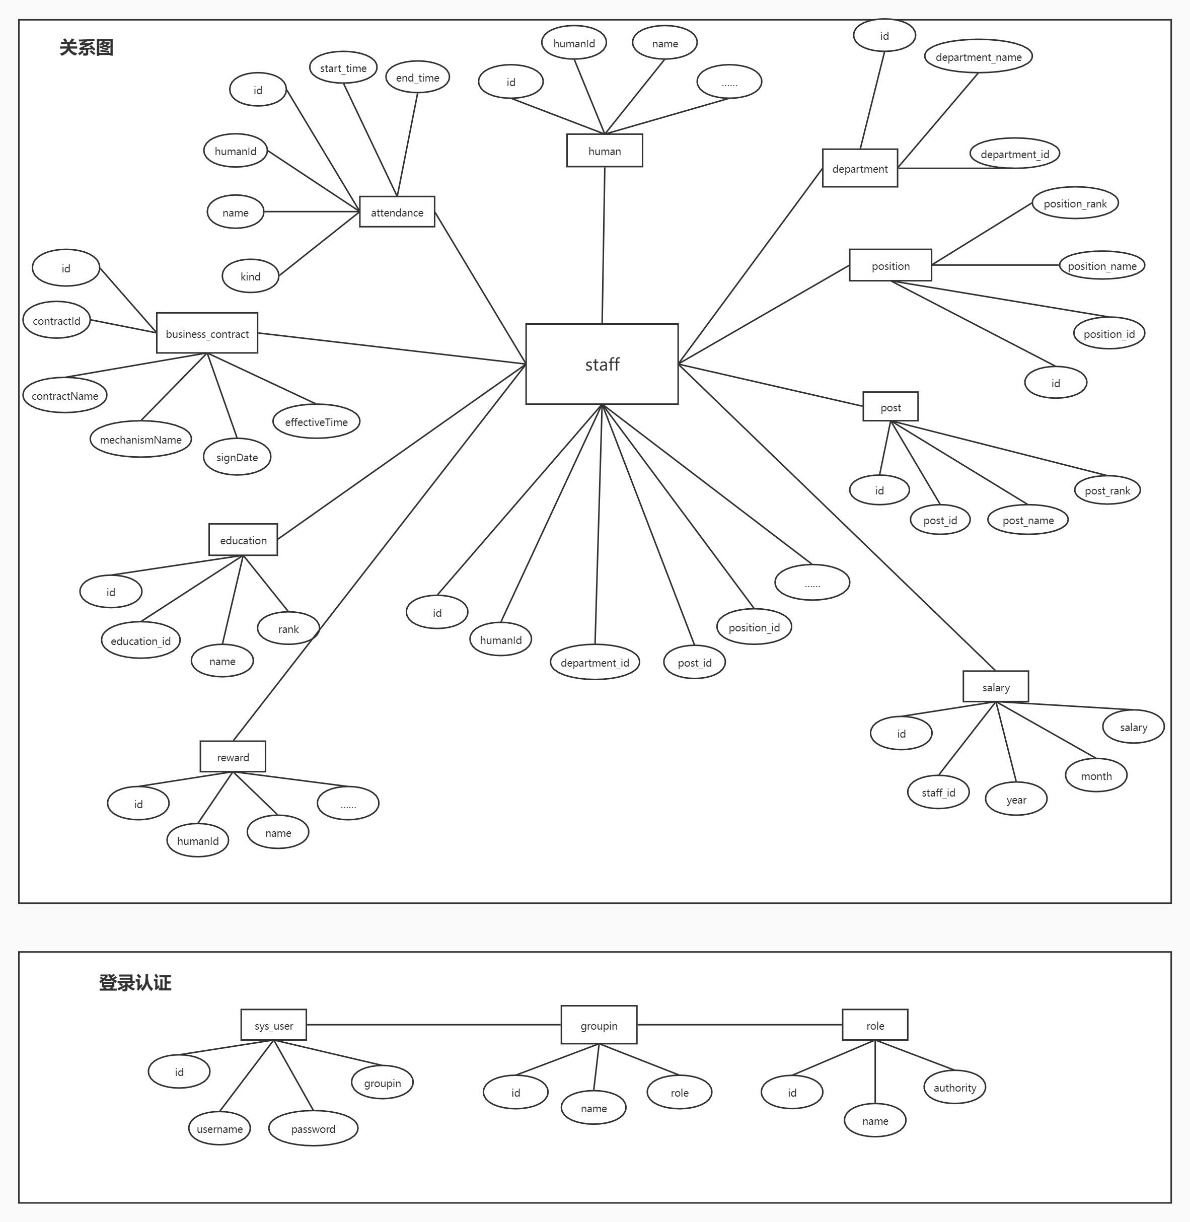 关系图
id
humanId
name
id
......
department_name
start_time
end_time
id
human
department
department_id
humanId
name
attendance
position_rank
kind
id
position
position_name
contractId
business_contract
position_id
staff
id
contractName
effectiveTime
post
mechanismName
signDate
id
post_rank
post_id
post_name
education
id
......
education_id
rank
id
position_id
name
humanId
department_id
post_id
salary
id
salary
reward
month
staff_id
year
id
......
humanId
name
登录认证
sys_user
groupin
role
id
groupin
id
role
id
authority
username
password
name
name